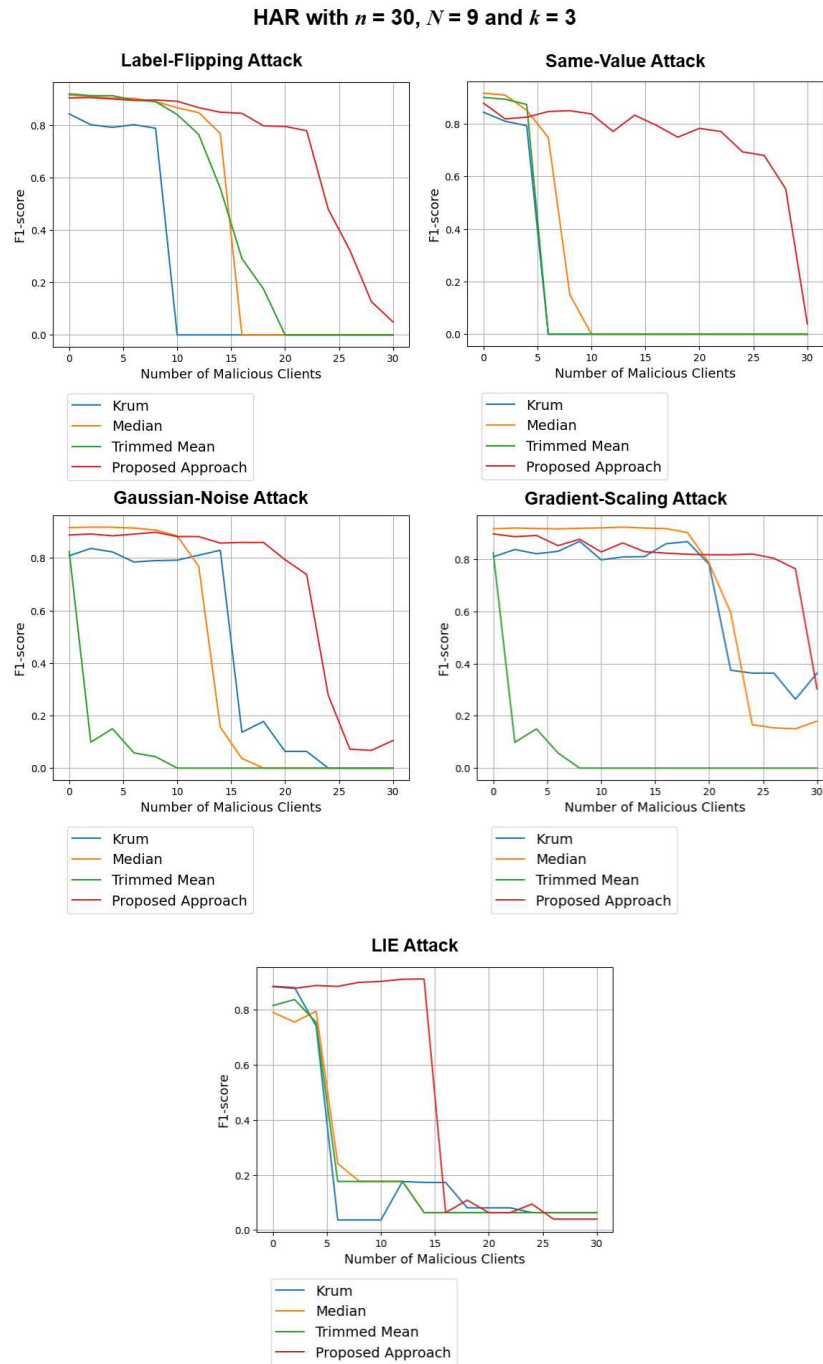 HAR with n = 30, N = 9 and k = 3
Label-Flipping Attack
F1-score
0.8
0.6
0.4
0.2
0.0
0 5 10 15 20 25 30
Number of Malicious Clients
Krum
Median
Trimmed Mean
Proposed Approach
Same-Value Attack
F1-score
0.8
0.6
0.4
0.2
0.0
0 5 10 15 20 25 30
Number of Malicious Clients
Krum
Median
Trimmed Mean
Proposed Approach
Gaussian-Noise Attack
F1-score
0.8
0.6
0.4
0.2
0.0
0 5 10 15 20 25 30
Number of Malicious Clients
Krum
Median
Trimmed Mean
Proposed Approach
Gradient-Scaling Attack
F1-score
0.8
0.6
0.4
0.2
0.0
0 5 10 15 20 25 30
Number of Malicious Clients
Krum
Median
Trimmed Mean
Proposed Approach
LIE Attack
F1-score
0.8
0.6
0.4
0.2
0.0
0 5 10 15 20 25 30
Number of Malicious Clients
Krum
Median
Trimmed Mean
Proposed Approach